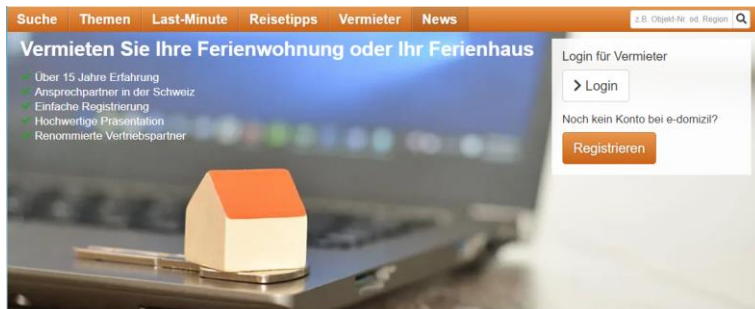 Suche Themen Last-Minute Reisetipps Vermieter News z.B. Objekt-Nr. od. Region
Vermieten Sie Ihre Ferienwohnung oder Ihr Ferienhaus
Über 15 Jahre Erfahrung
Ansprechpartner in der Schweiz
Einfache Registrierung
Hochwertige Präsentation
Renommierte Vertriebspartner
Login für Vermieter
Login
Noch kein Konto bei e-domizil?
Registrieren